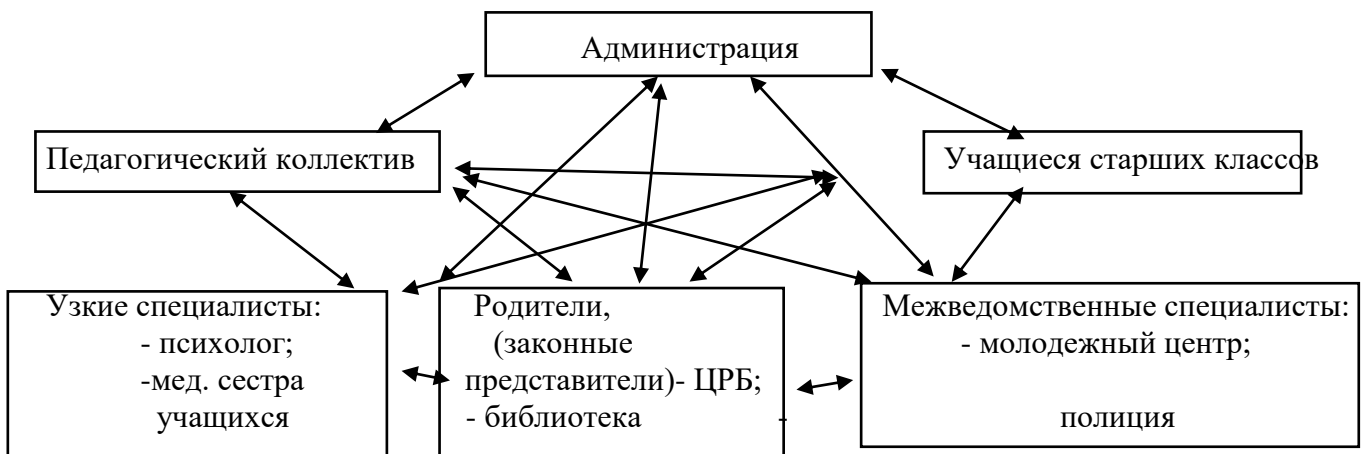 Администрация
Педагогический коллектив
Учащиеся старших классов
Узкие специалисты:
- психолог;
-мед. сестра
учащихся
Родители,
(законные
представители)- ЦРБ;
- библиотека -
Межведомственные специалисты:
- молодежный центр;
полиция